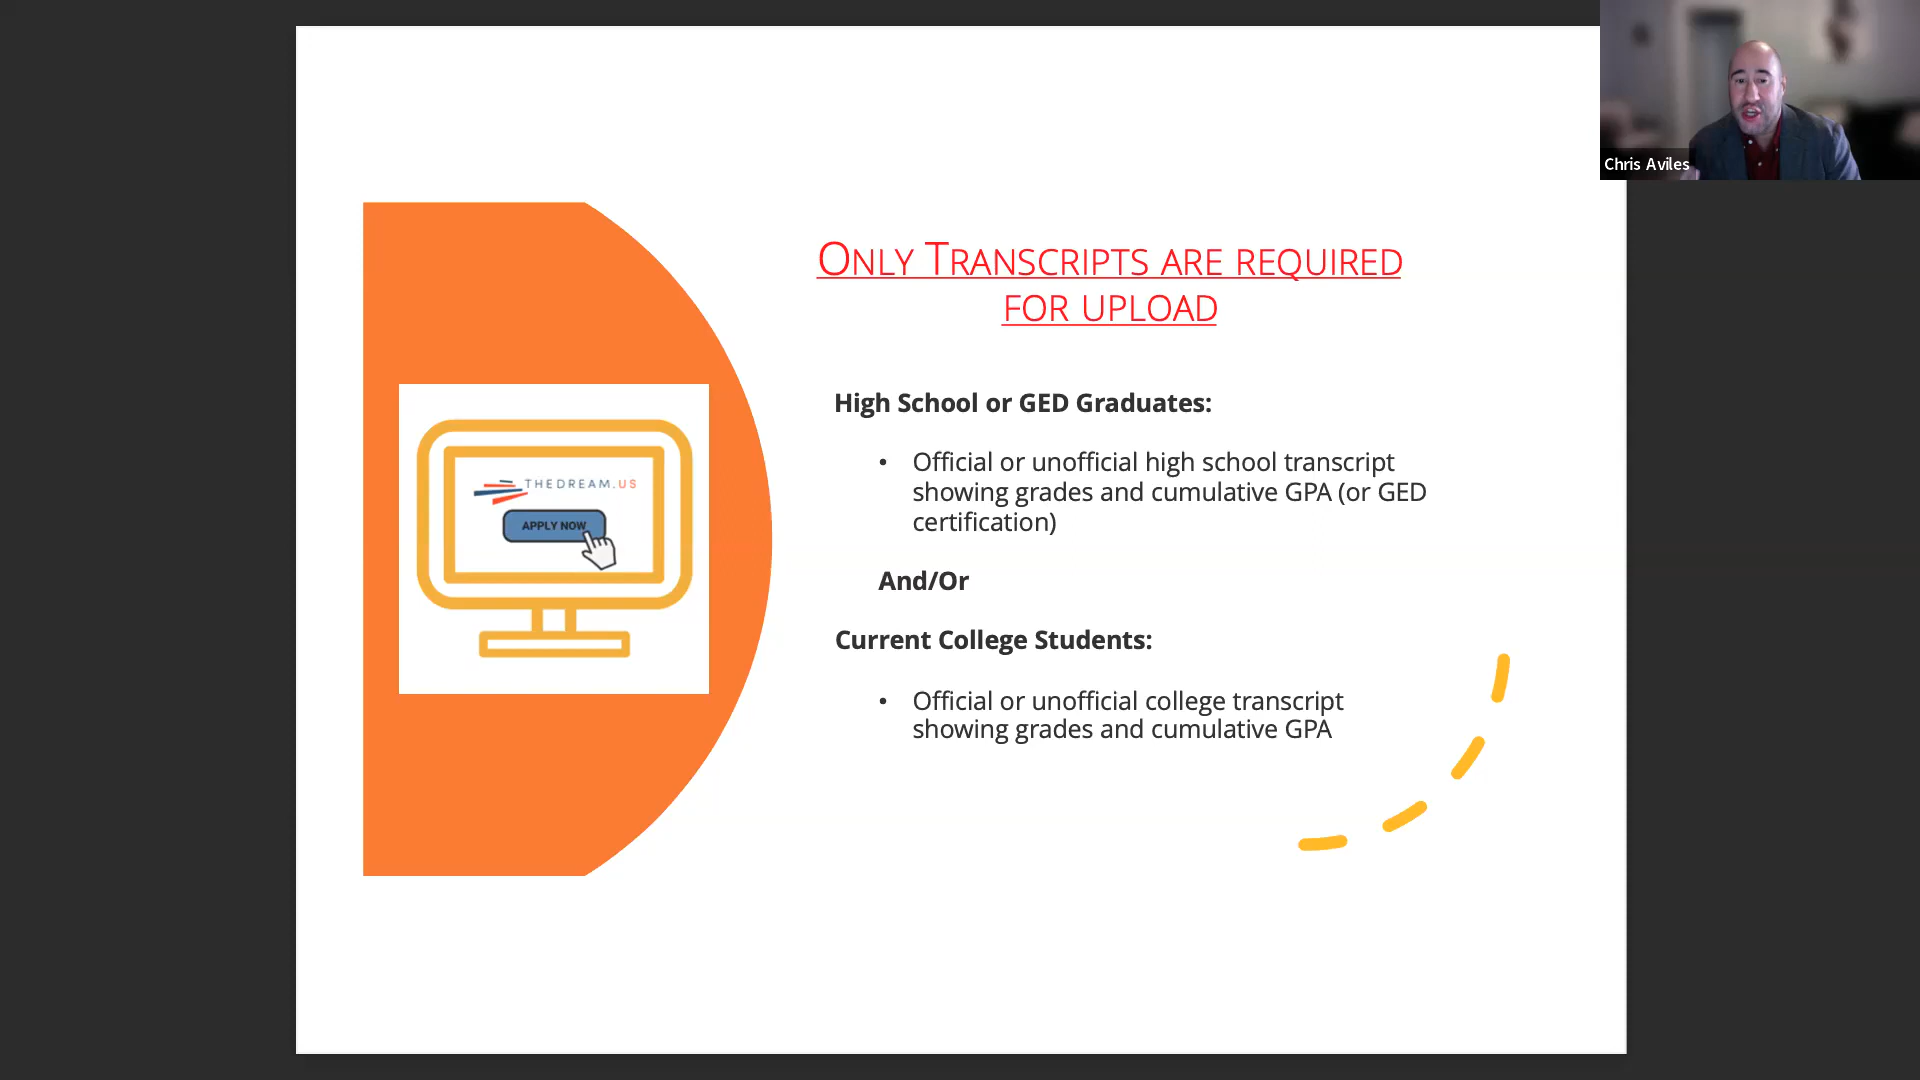 Chris Aviles
ONLY TRANSCRIPTS ARE REQUIRED
FOR UPLOAD
THEDREAM.US
APPLY NOW
High School or GED Graduates:
• Official or unofficial high school transcript
showing grades and cumulative GPA (or GED
certification)
And/Or
Current College Students:
• Official or unofficial college transcript
showing grades and cumulative GPA